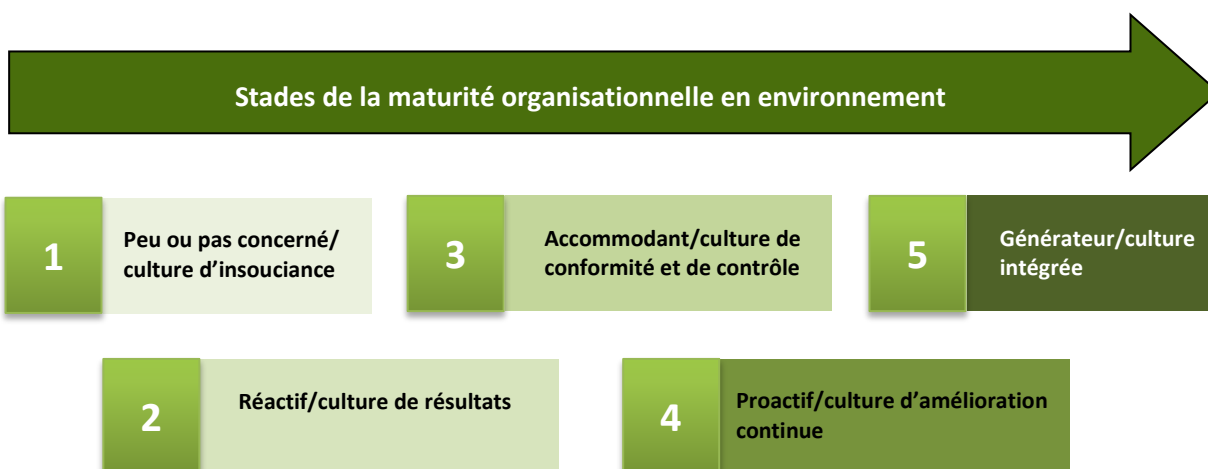 Stades de la maturité organisationnelle en environnement
1
Peu ou pas concerné/
culture d’insouciance
2
Réactif/culture de résultats
3
Accommodant/culture de
conformité et de contrôle
4
Proactif/culture d’amélioration
continue
5
Générateur/culture
intégrée